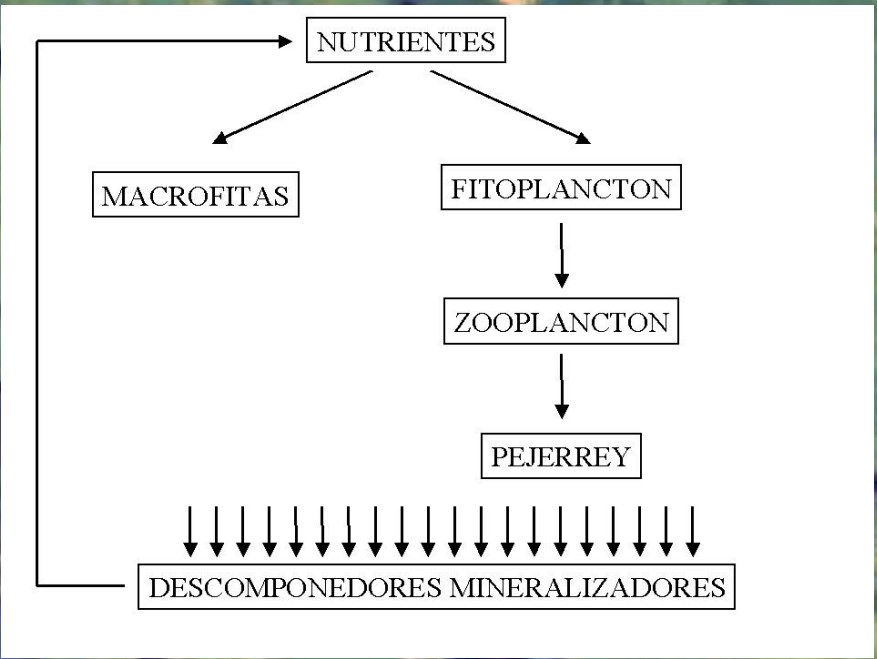 NUTRIENTES
MACROFITAS
FITOPLANCTON
ZOOPLANCTON
PEJERREY
DESCOMPONEDORES MINERALIZADORES